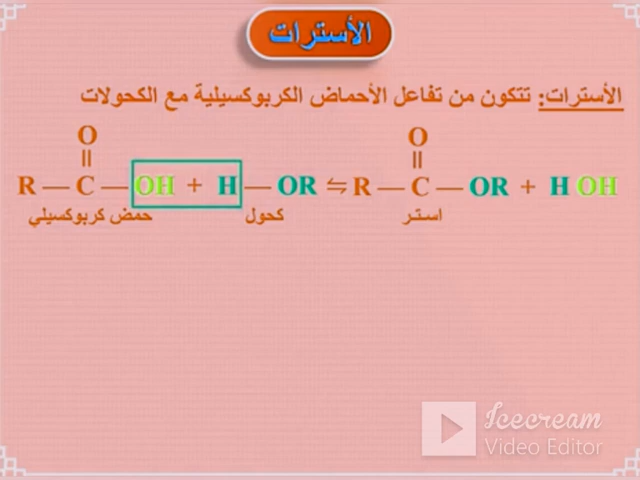 الأسترات
الأسترات: تتكون من تفاعل الأحماض الكربوكسيلية مع الكحولات
O O
|| ||
R — C — OH + H — OR ⇋ R — C — OR + H OH
حمض كربوكسيلي كحول استر
Icecream
Video Editor